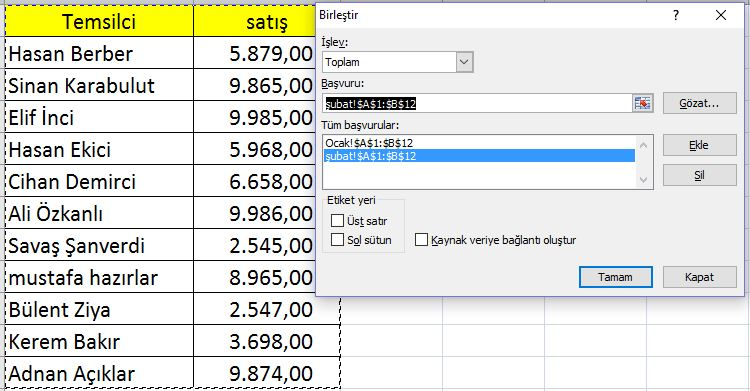 Temsilci satış
Hasan Berber 5.879,00
Sinan Karabulut 9.865,00
Elif İnci 9.985,00
Hasan Ekici 5.968,00
Cihan Demirci 6.658,00
Ali Özkanlı 9.986,00
Savaş Şanverdi 2.545,00
mustafa hazırlar 8.965,00
Bülent Ziya 2.547,00
Kerem Bakır 3.698,00
Adnan Açıklar 9.874,00
Birleştir ? ×
İşlev:
Toplam
Başvuru:
şubat!$A$1:$B$12 Gözat...
Tüm başvurular:
Ocak!$A$1:$B$12 Ekle
şubat!$A$1:$B$12 Sil
Etiket yeri
Üst satır
Sol sütun Kaynak veriye bağlantı oluştur
Tamam Kapat